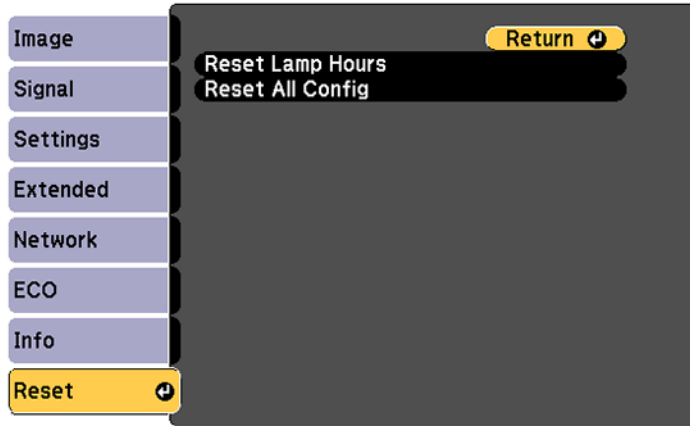 Image
Signal
Settings
Extended
Network
ECO
Info
Reset
Return
Reset Lamp Hours
Reset All Config